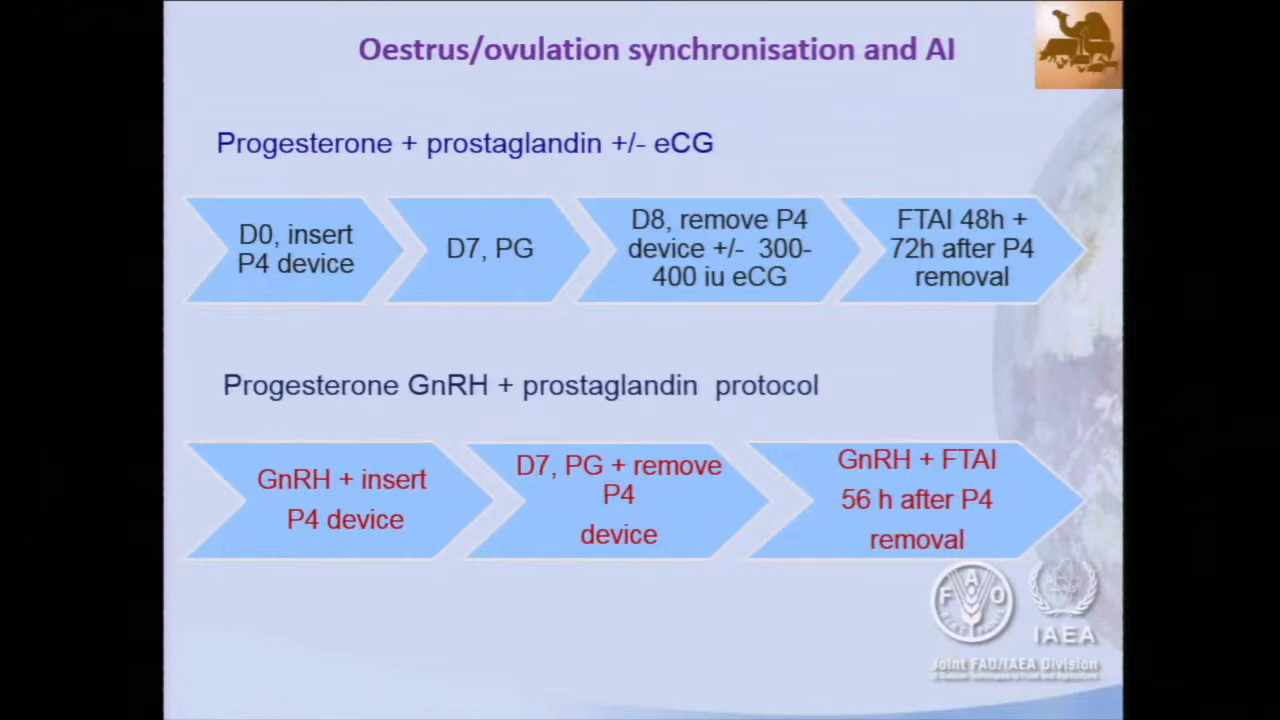 Oestrus/ovulation synchronisation and AI
Progesterone + prostaglandin +/- eCG
D0, insert
P4 device
D7, PG
D8, remove P4
device +/- 300-
400 iu eCG
FTAI 48h +
72h after P4
removal
Progesterone GnRH + prostaglandin protocol
GnRH + insert
P4 device
D7, PG + remove
P4
device
GnRH + FTAI
56 h after P4
removal
F A O
FIAT PANIS
IAEA
Joint FAO/IAEA Division